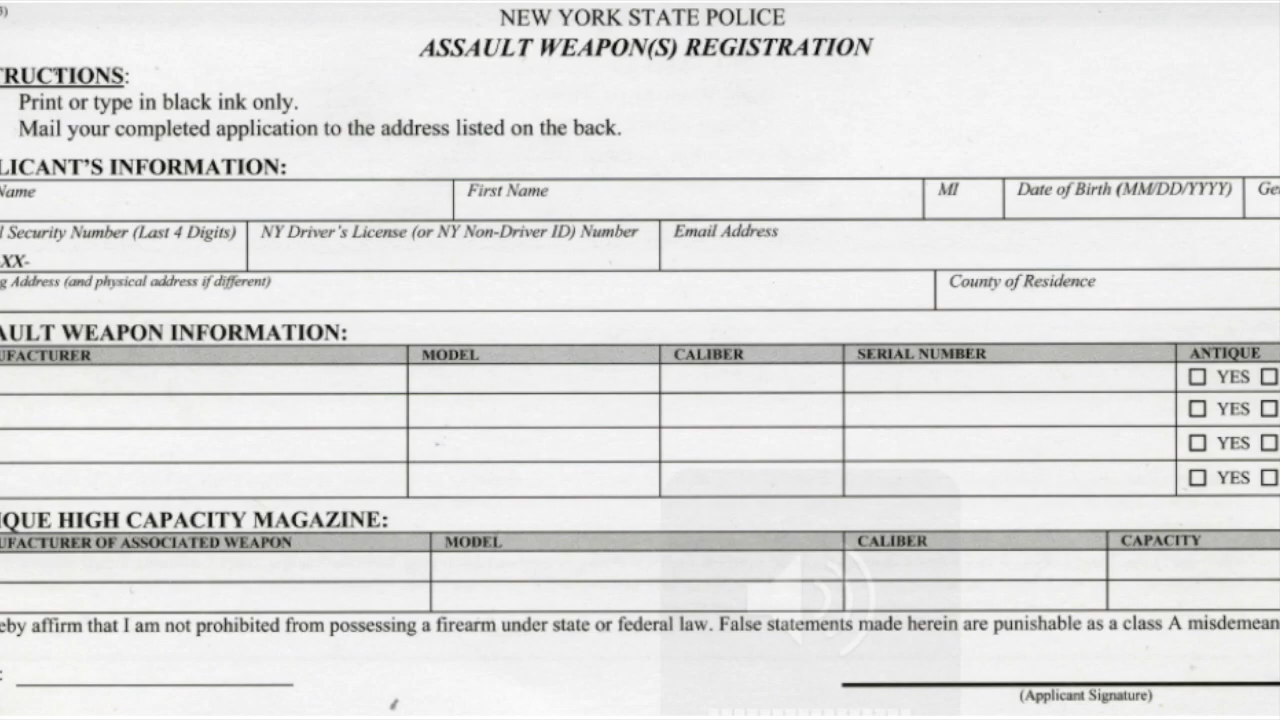 3)
NEW YORK STATE POLICE
ASSAULT WEAPON(S) REGISTRATION
TRUCTIONS:
Print or type in black ink only.
Mail your completed application to the address listed on the back.
LICANT'S INFORMATION:
Name First Name MI Date of Birth (MM/DD/YYYY) Ge
l Security Number (Last 4 Digits) NY Driver's License (or NY Non-Driver ID) Number Email Address
XX-
g Address (and physical address if different) County of Residence
AULT WEAPON INFORMATION:
UFACTURER MODEL CALIBER SERIAL NUMBER ANTIQUE
YES
YES
YES
YES
IQUE HIGH CAPACITY MAGAZINE:
UFACTURER OF ASSOCIATED WEAPON MODEL CALIBER CAPACITY
eby affirm that I am not prohibited from possessing a firearm under state or federal law. False statements made herein are punishable as a class A misdemean
:
(Applicant Signature)